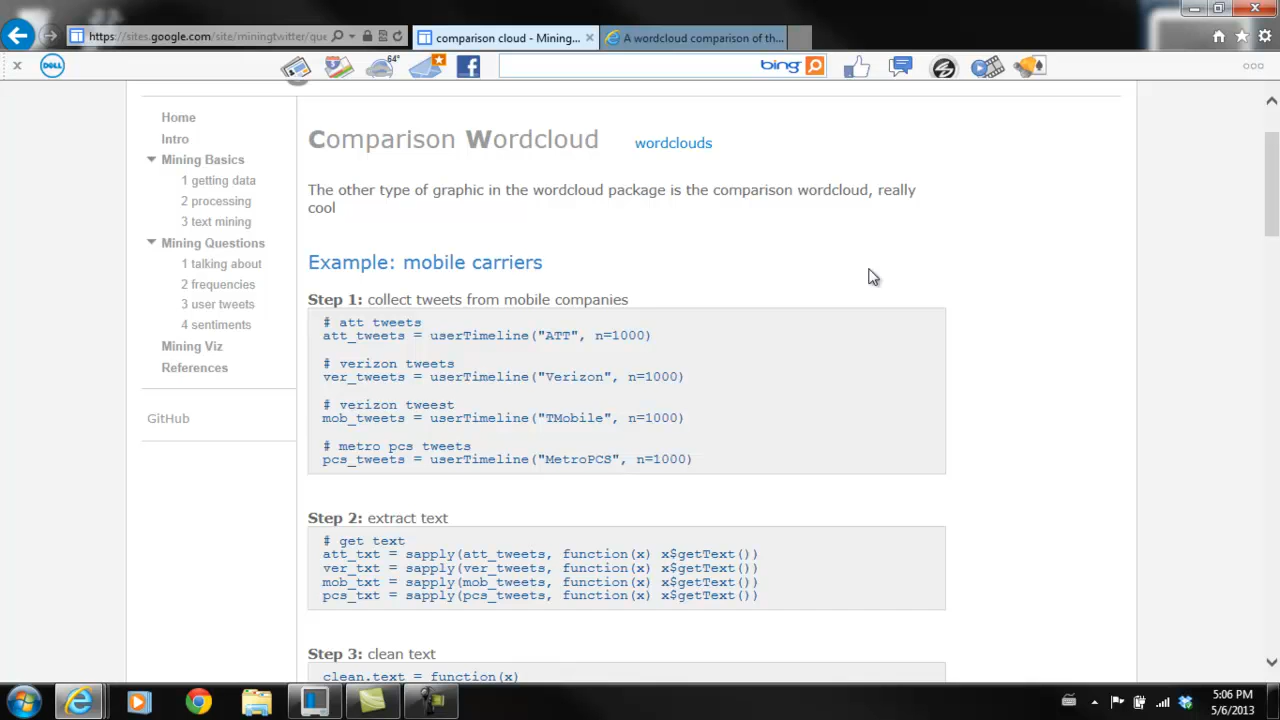 https://sites.google.com/site/miningtwitter/que
comparison cloud - Mining...
A wordcloud comparison of th...
DELL
64°
bing
Home
Intro
Mining Basics
1 getting data
2 processing
3 text mining
Mining Questions
1 talking about
2 frequencies
3 user tweets
4 sentiments
Mining Viz
References
GitHub
Comparison Wordcloud
wordclouds
The other type of graphic in the wordcloud package is the comparison wordcloud, really
cool
Example: mobile carriers
Step 1: collect tweets from mobile companies
# att tweets
att_tweets = userTimeline("ATT", n=1000)
# verizon tweets
ver_tweets = userTimeline("Verizon", n=1000)
# verizon tweest
mob_tweets = userTimeline("TMobile", n=1000)
# metro pcs tweets
pcs_tweets = userTimeline("MetroPCS", n=1000)
Step 2: extract text
# get text
att_txt = sapply(att_tweets, function(x) x$getText())
ver_txt = sapply(ver_tweets, function(x) x$getText())
mob_txt = sapply(mob_tweets, function(x) x$getText())
pcs_txt = sapply(pcs_tweets, function(x) x$getText())
Step 3: clean text
clean.text = function(x)
5:06 PM
5/6/2013